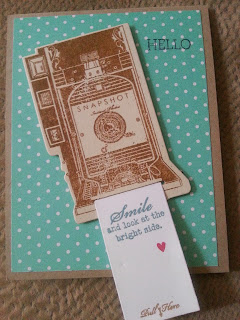 HELLO
SNAPSHOT
Smile
and look at the
bright side.